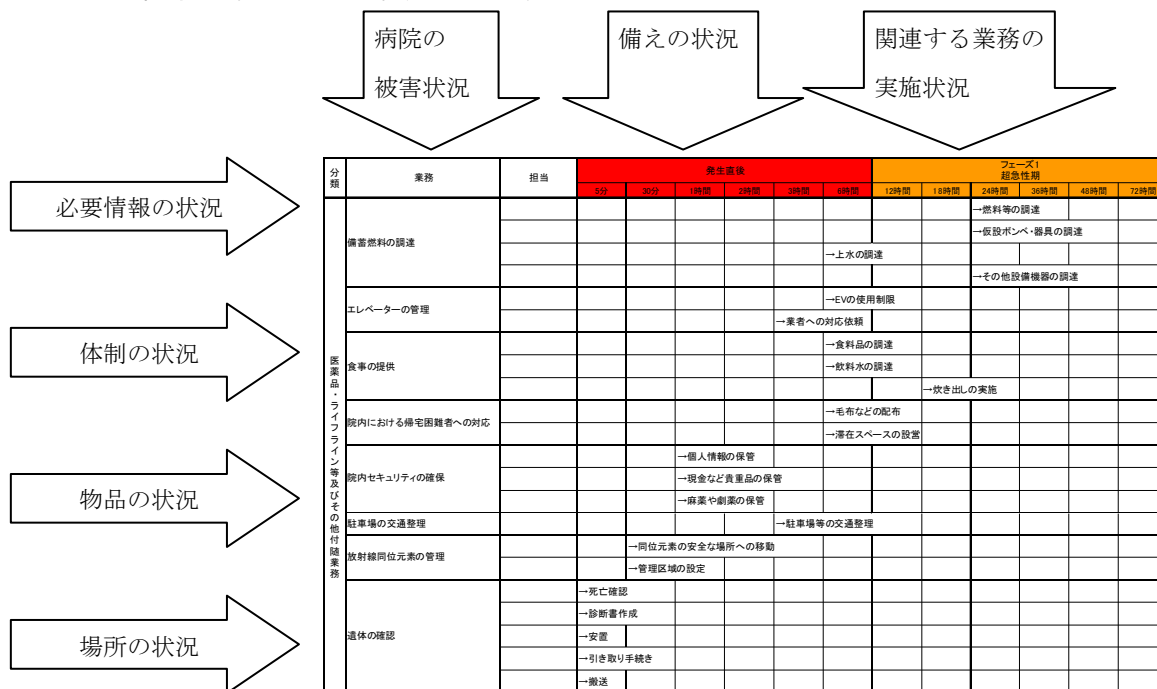 病院の
被害状況
備えの状況
関連する業務の
実施状況
必要情報の状況
体制の状況
物品の状況
場所の状況
分類 業務 担当 発生直後 フェーズ1
超急性期
5分 30分 1時間 2時間 3時間 6時間 12時間 18時間 24時間 36時間 48時間 72時間
医薬品・ライフライン等及びその他付随業務
備蓄燃料の調達
→燃料等の調達
→仮設ボンベ・器具の調達
→上水の調達
→その他設備機器の調達
エレベーターの管理
→EVの使用制限
→業者への対応依頼
食事の提供
→食料品の調達
→飲料水の調達
→炊き出しの実施
院内における帰宅困難者への対応
→毛布などの配布
→滞在スペースの設営
院内セキュリティの確保
→個人情報の保管
→現金など貴重品の保管
→麻薬や劇薬の保管
駐車場の交通整理
→駐車場等の交通整理
放射線同位元素の管理
→同位元素の安全な場所への移動
→管理区域の設定
遺体の確認
→死亡確認
→診断書作成
→安置
→引き取り手続き
→搬送